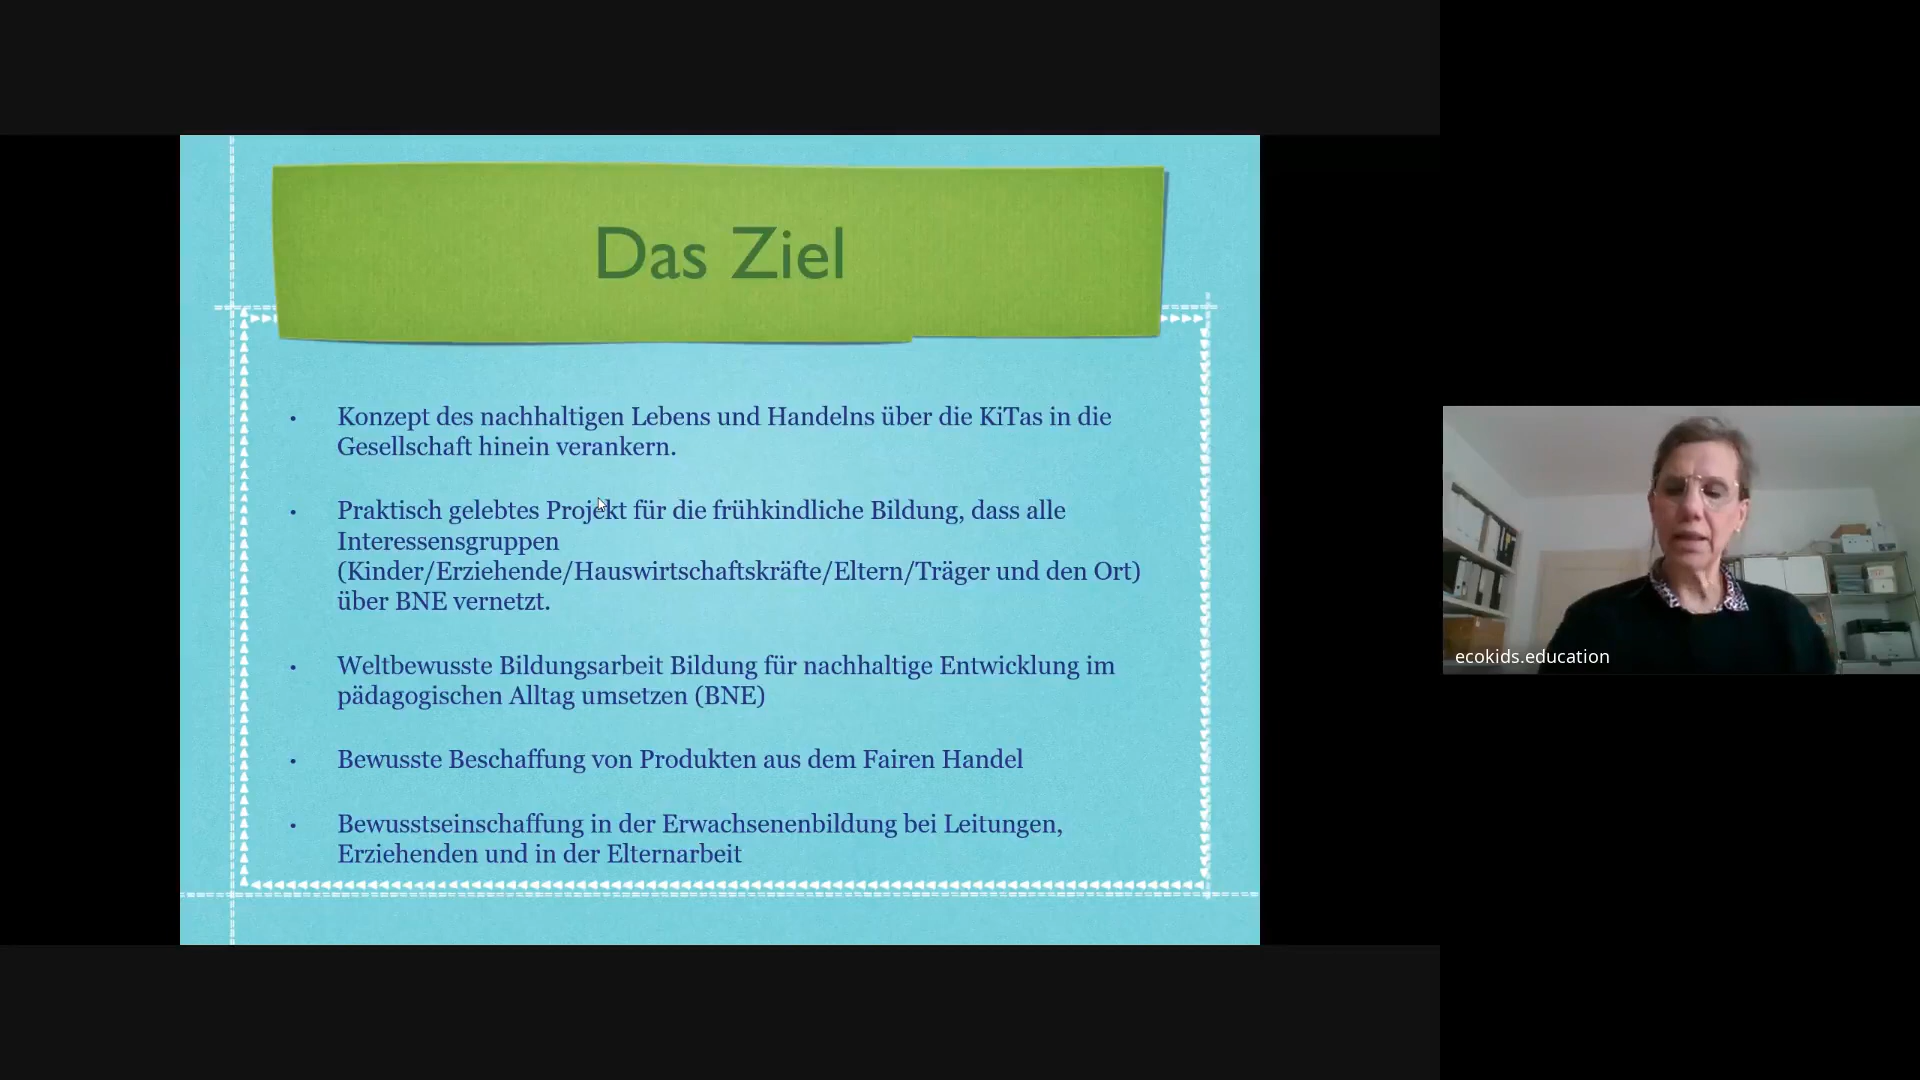 Das Ziel
• Konzept des nachhaltigen Lebens und Handelns über die KiTas in die
Gesellschaft hinein verankern.
• Praktisch gelebtes Projekt für die frühkindliche Bildung, dass alle
Interessensgruppen
(Kinder/Erziehende/Hauswirtschaftskräfte/Eltern/Träger und den Ort)
über BNE vernetzt.
• Weltbewusste Bildungsarbeit Bildung für nachhaltige Entwicklung im
pädagogischen Alltag umsetzen (BNE)
• Bewusste Beschaffung von Produkten aus dem Fairen Handel
• Bewusstseinschaffung in der Erwachsenenbildung bei Leitungen,
Erziehenden und in der Elternarbeit
ecokids.education